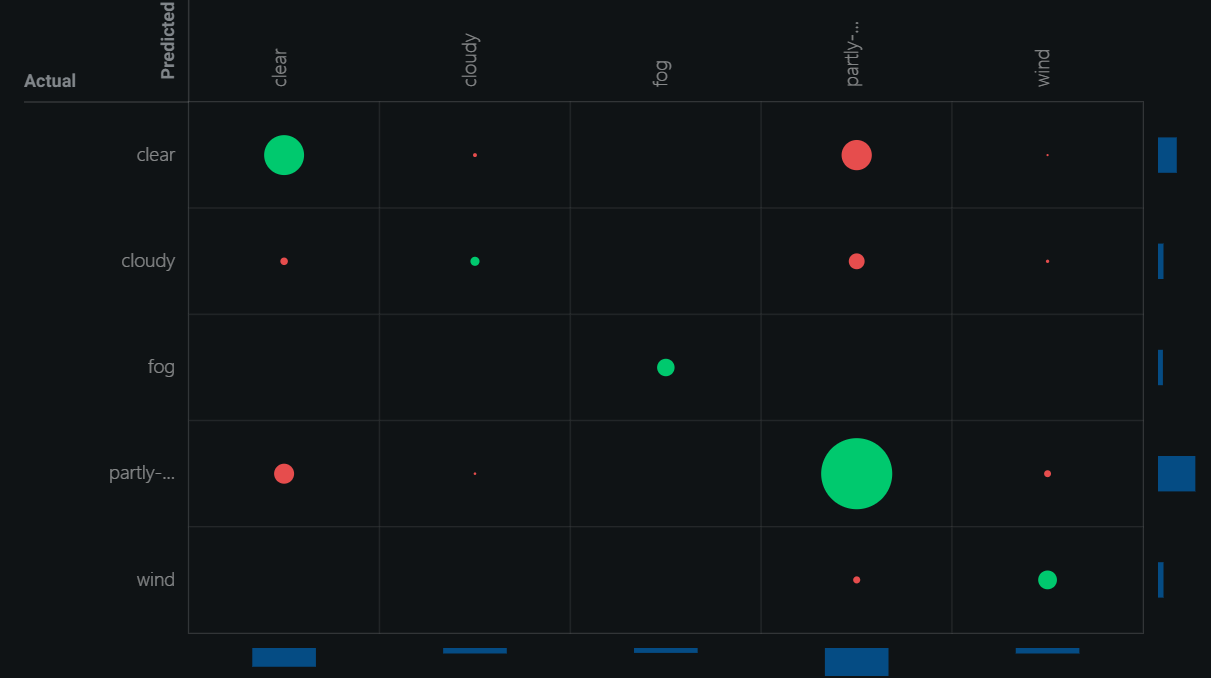 Predicted
Actual
clear
cloudy
fog
partly-...
wind
clear
cloudy
fog
partly-...
wind